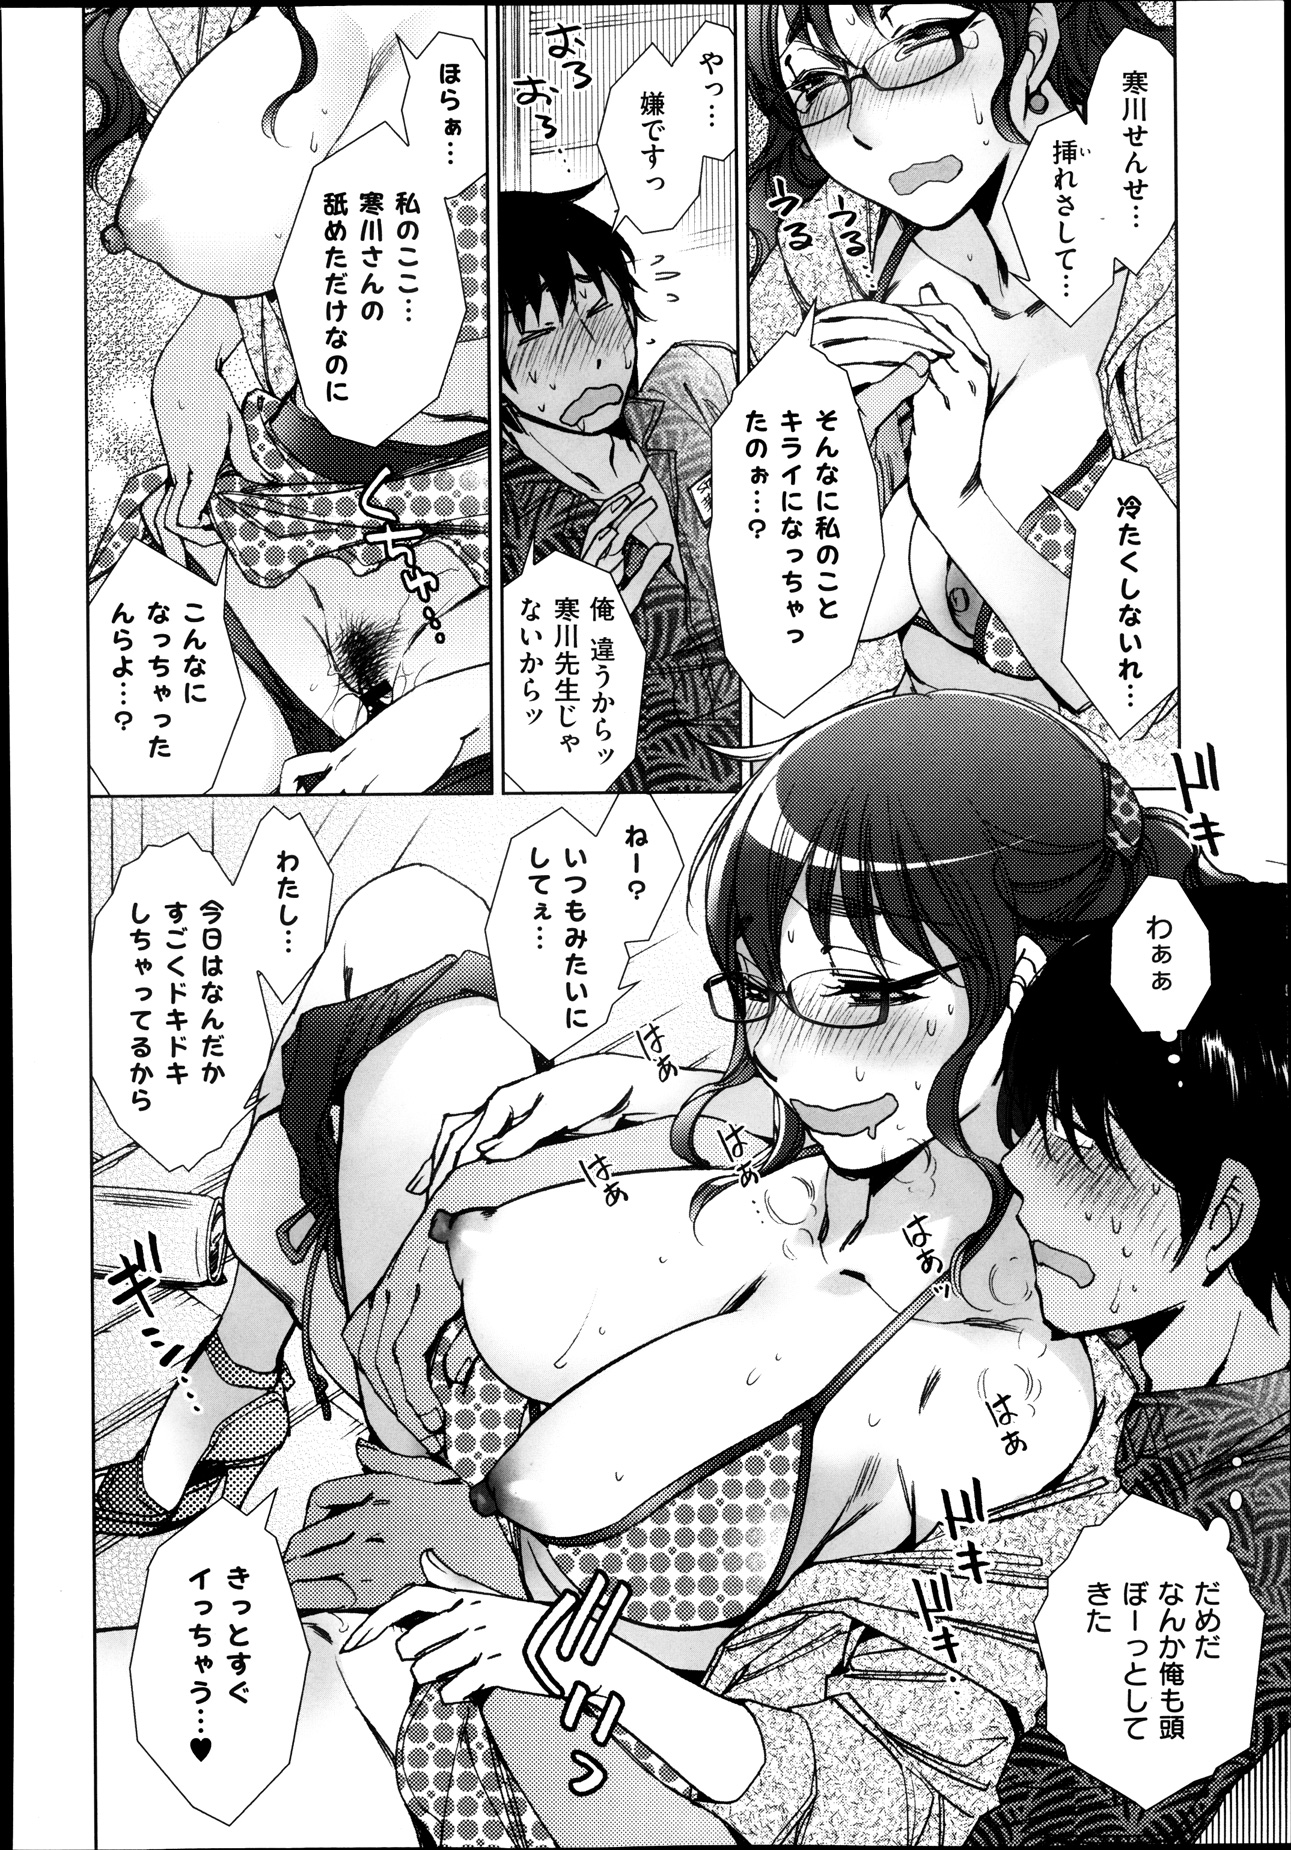 寒川せんせ…
挿れさして…
い
うる
うる…
冷たくしないれ…
そんなに私のこと
キライになっちゃっ
たのぉ…？
やっ…
嫌ですっ
おろ
おろ…
俺 違うからッ
寒川先生じゃ
ないからッ
ほらぁ…
私のここ…
寒川さんの
舐めただけなのに
くちゃ…
こんなに
なっちゃった
んらよ…？
ドキ
わぁぁ
ねー？
いつもみたいに
してぇ…
はぁ
はぁ
はぁ
はぁッ
はぁ
わたし…
今日はなんだか
すごくドキドキ
しちゃってるから
ギシ…
ドキ
だめだ
なんか俺も頭
ぼーっとして
きた
きっとすぐ
イっちゃう…♥